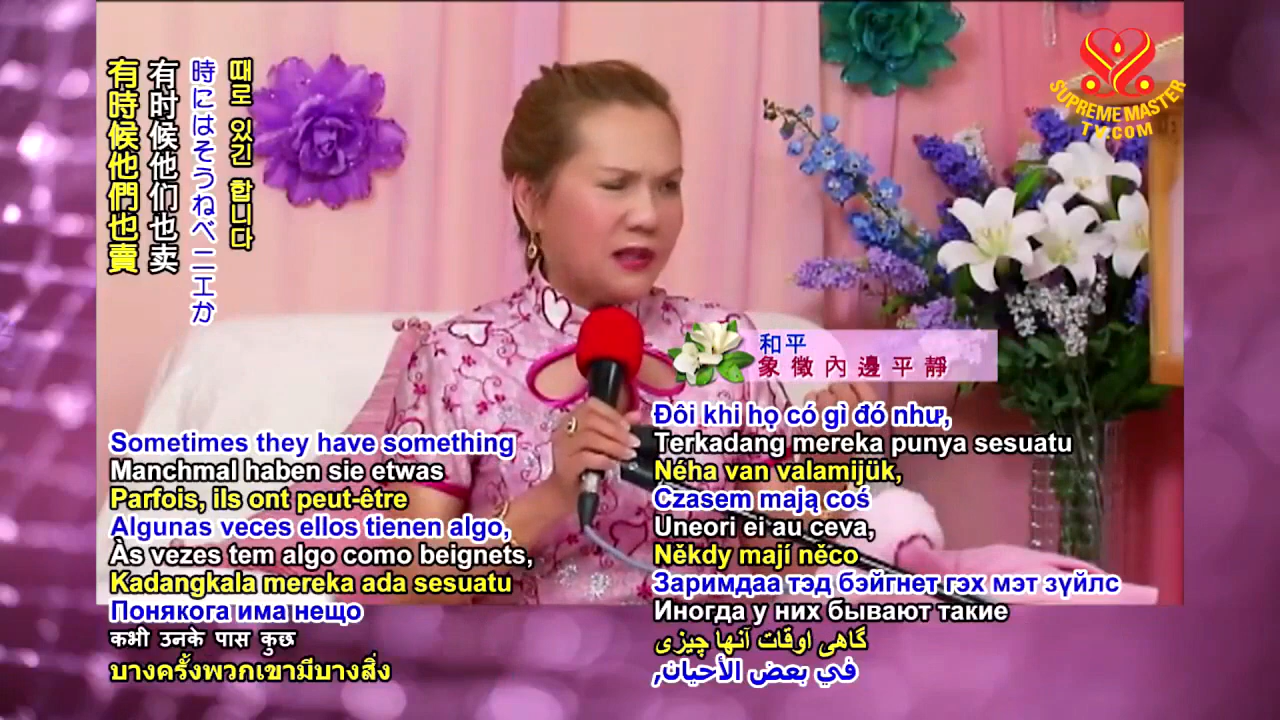 有時候他們也賣
有时候他们也卖
時にはそうねベニエか
때로 있긴 합니다
SUPREME MASTER
TV.COM
和平
象徵內邊平靜
Sometimes they have something
Manchmal haben sie etwas
Parfois, ils ont peut-être
Algunas veces ellos tienen algo,
Às vezes tem algo como beignets,
Kadangkala mereka ada sesuatu
Понякога има нещо
कभी उनके पास कुछ
บางครั้งพวกเขามีบางสิ่ง
Đôi khi họ có gì đó như,
Terkadang mereka punya sesuatu
Néha van valamijük,
Czasem mają coś
Uneori ei au ceva,
Někdy mají něco
Заримдаа тэд бэйгнет гэх мэт зүйлс
Иногда у них бывают такие
گاهی اوقات آنها چیزی
في بعض الأحيان,